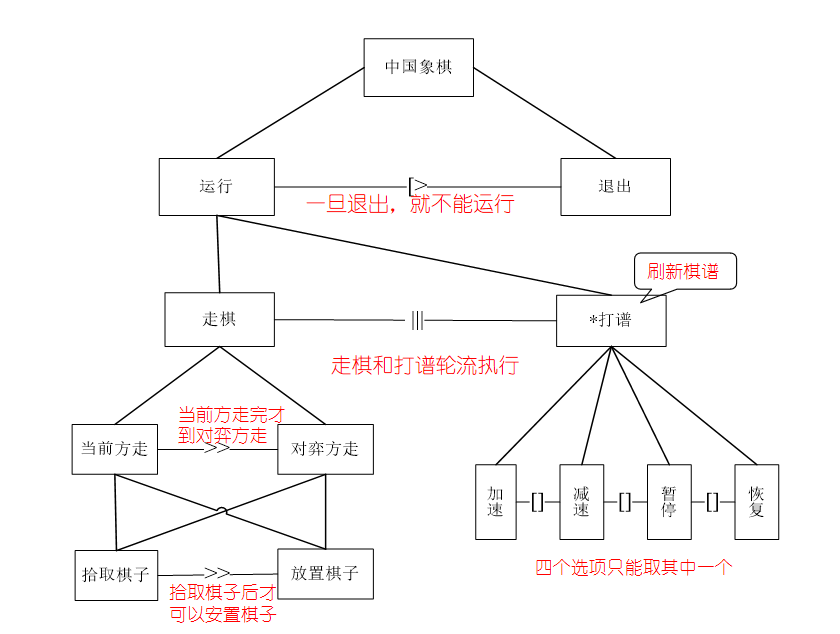 中国象棋
运行
[>
退出
一旦退出，就不能运行
刷新棋谱
走棋
|||
*打谱
走棋和打谱轮流执行
当前方走完才
到对弈方走
当前方走
>>
对弈方走
加速
[]
减速
[]
暂停
[]
恢复
四个选项只能取其中一个
拾取棋子
>>
放置棋子
拾取棋子后才
可以安置棋子